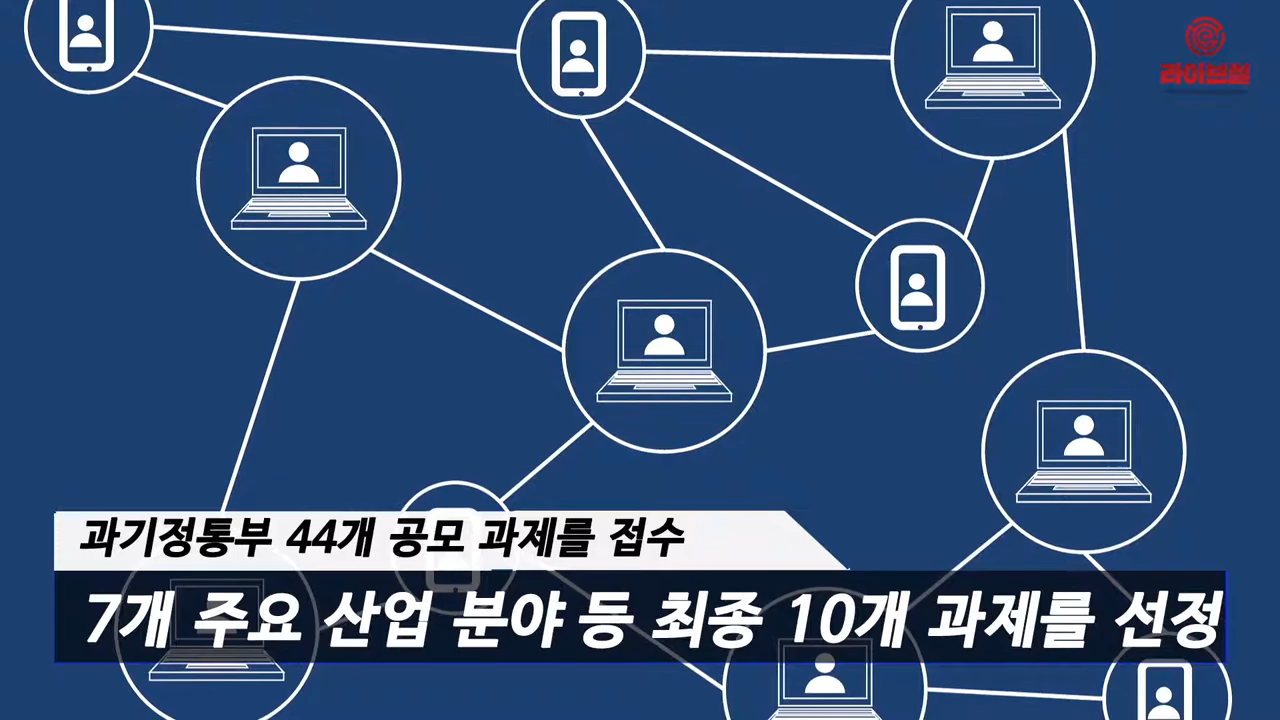 라이브썰
과기정통부 44개 공모 과제를 접수
7개 주요 산업 분야 등 최종 10개 과제를 선정